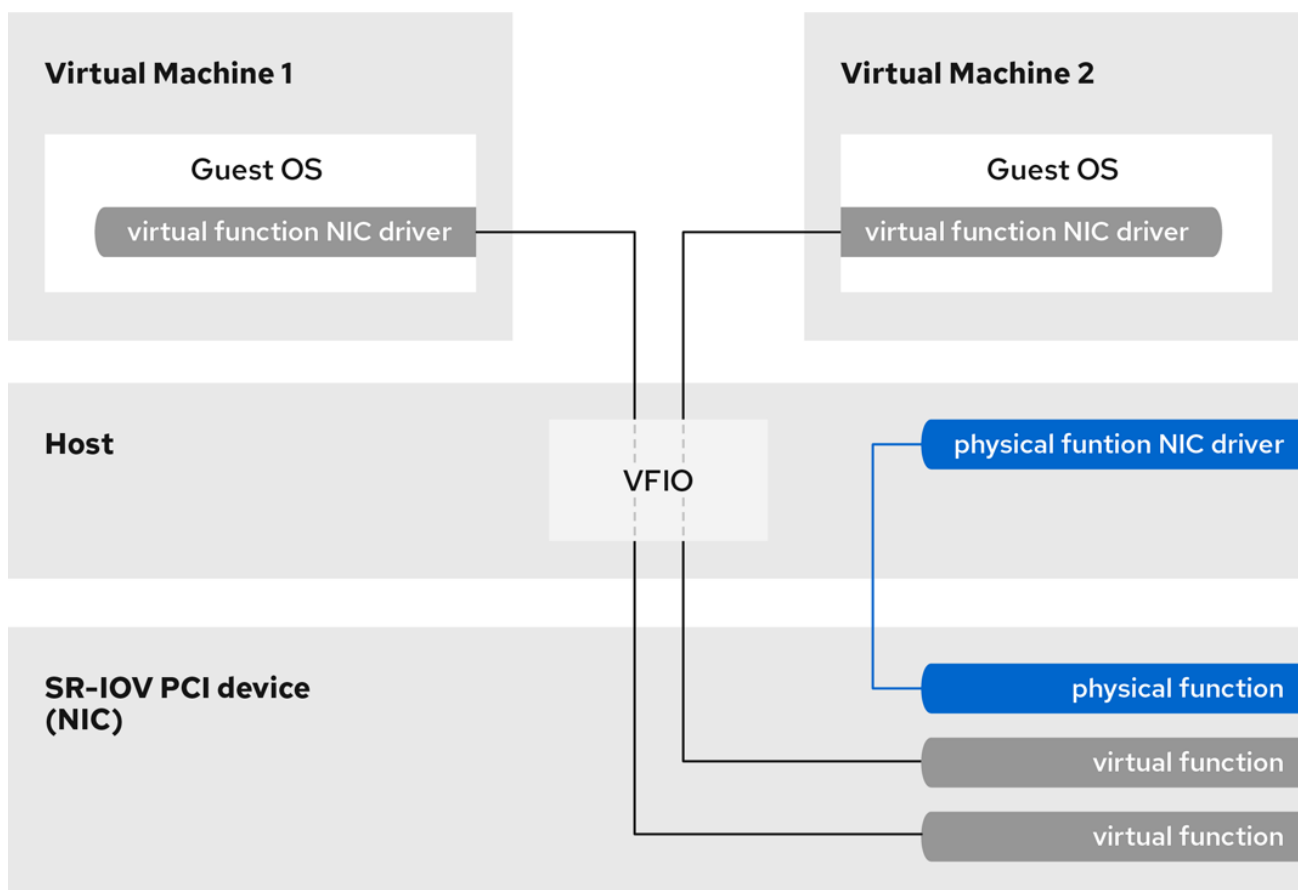 Virtual Machine 1
Guest OS
virtual function NIC driver
Virtual Machine 2
Guest OS
virtual function NIC driver
Host
VFIO
physical funtion NIC driver
SR-IOV PCI device
(NIC)
physical function
virtual function
virtual function